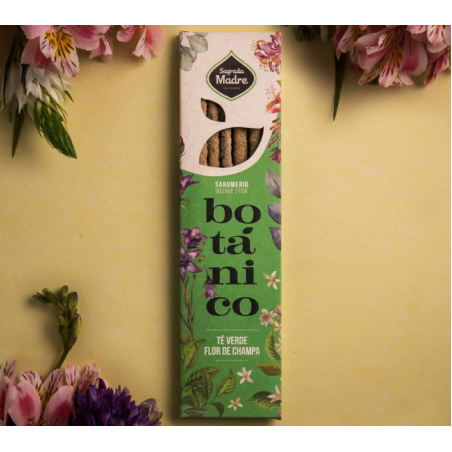 Sagrada
Madre
SAHUMERIO
INCENSE STICK
bo
tá
ni
co
TÉ VERDE
FLOR DE CHAMPA